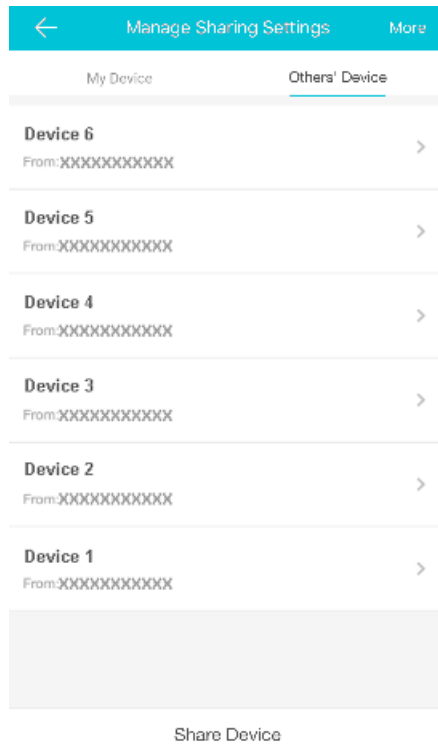 Manage Sharing Settings More
My Device Others' Device
Device 6
From:XXXXXXXXXXX
Device 5
From:XXXXXXXXXXX
Device 4
From:XXXXXXXXXXX
Device 3
From:XXXXXXXXXXX
Device 2
From:XXXXXXXXXXX
Device 1
From:XXXXXXXXXXX
Share Device